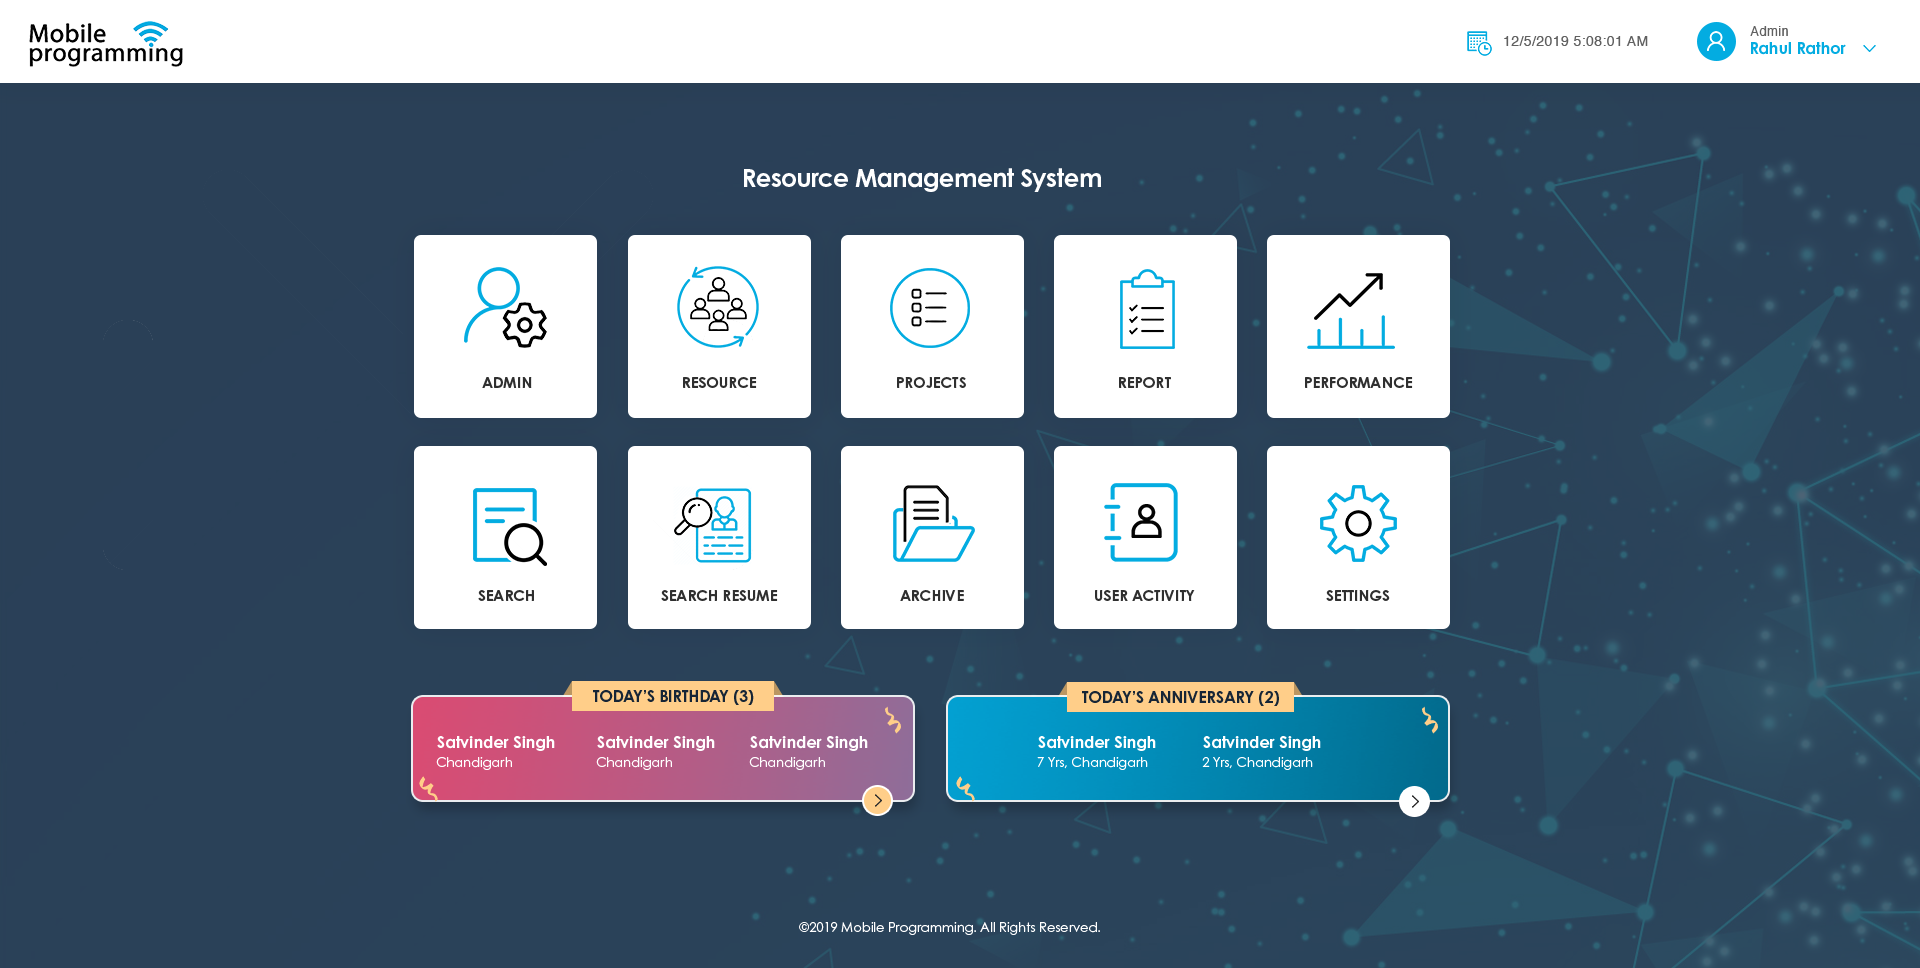 Mobile
programming
12/5/2019 5:08:01 AM
Admin
Rahul Rathor
Resource Management System
ADMIN
RESOURCE
PROJECTS
REPORT
PERFORMANCE
SEARCH
SEARCH RESUME
ARCHIVE
USER ACTIVITY
SETTINGS
TODAY'S BIRTHDAY (3)
Satvinder Singh
Chandigarh
Satvinder Singh
Chandigarh
Satvinder Singh
Chandigarh
TODAY'S ANNIVERSARY (2)
Satvinder Singh
7 Yrs, Chandigarh
Satvinder Singh
2 Yrs, Chandigarh
©2019 Mobile Programming. All Rights Reserved.